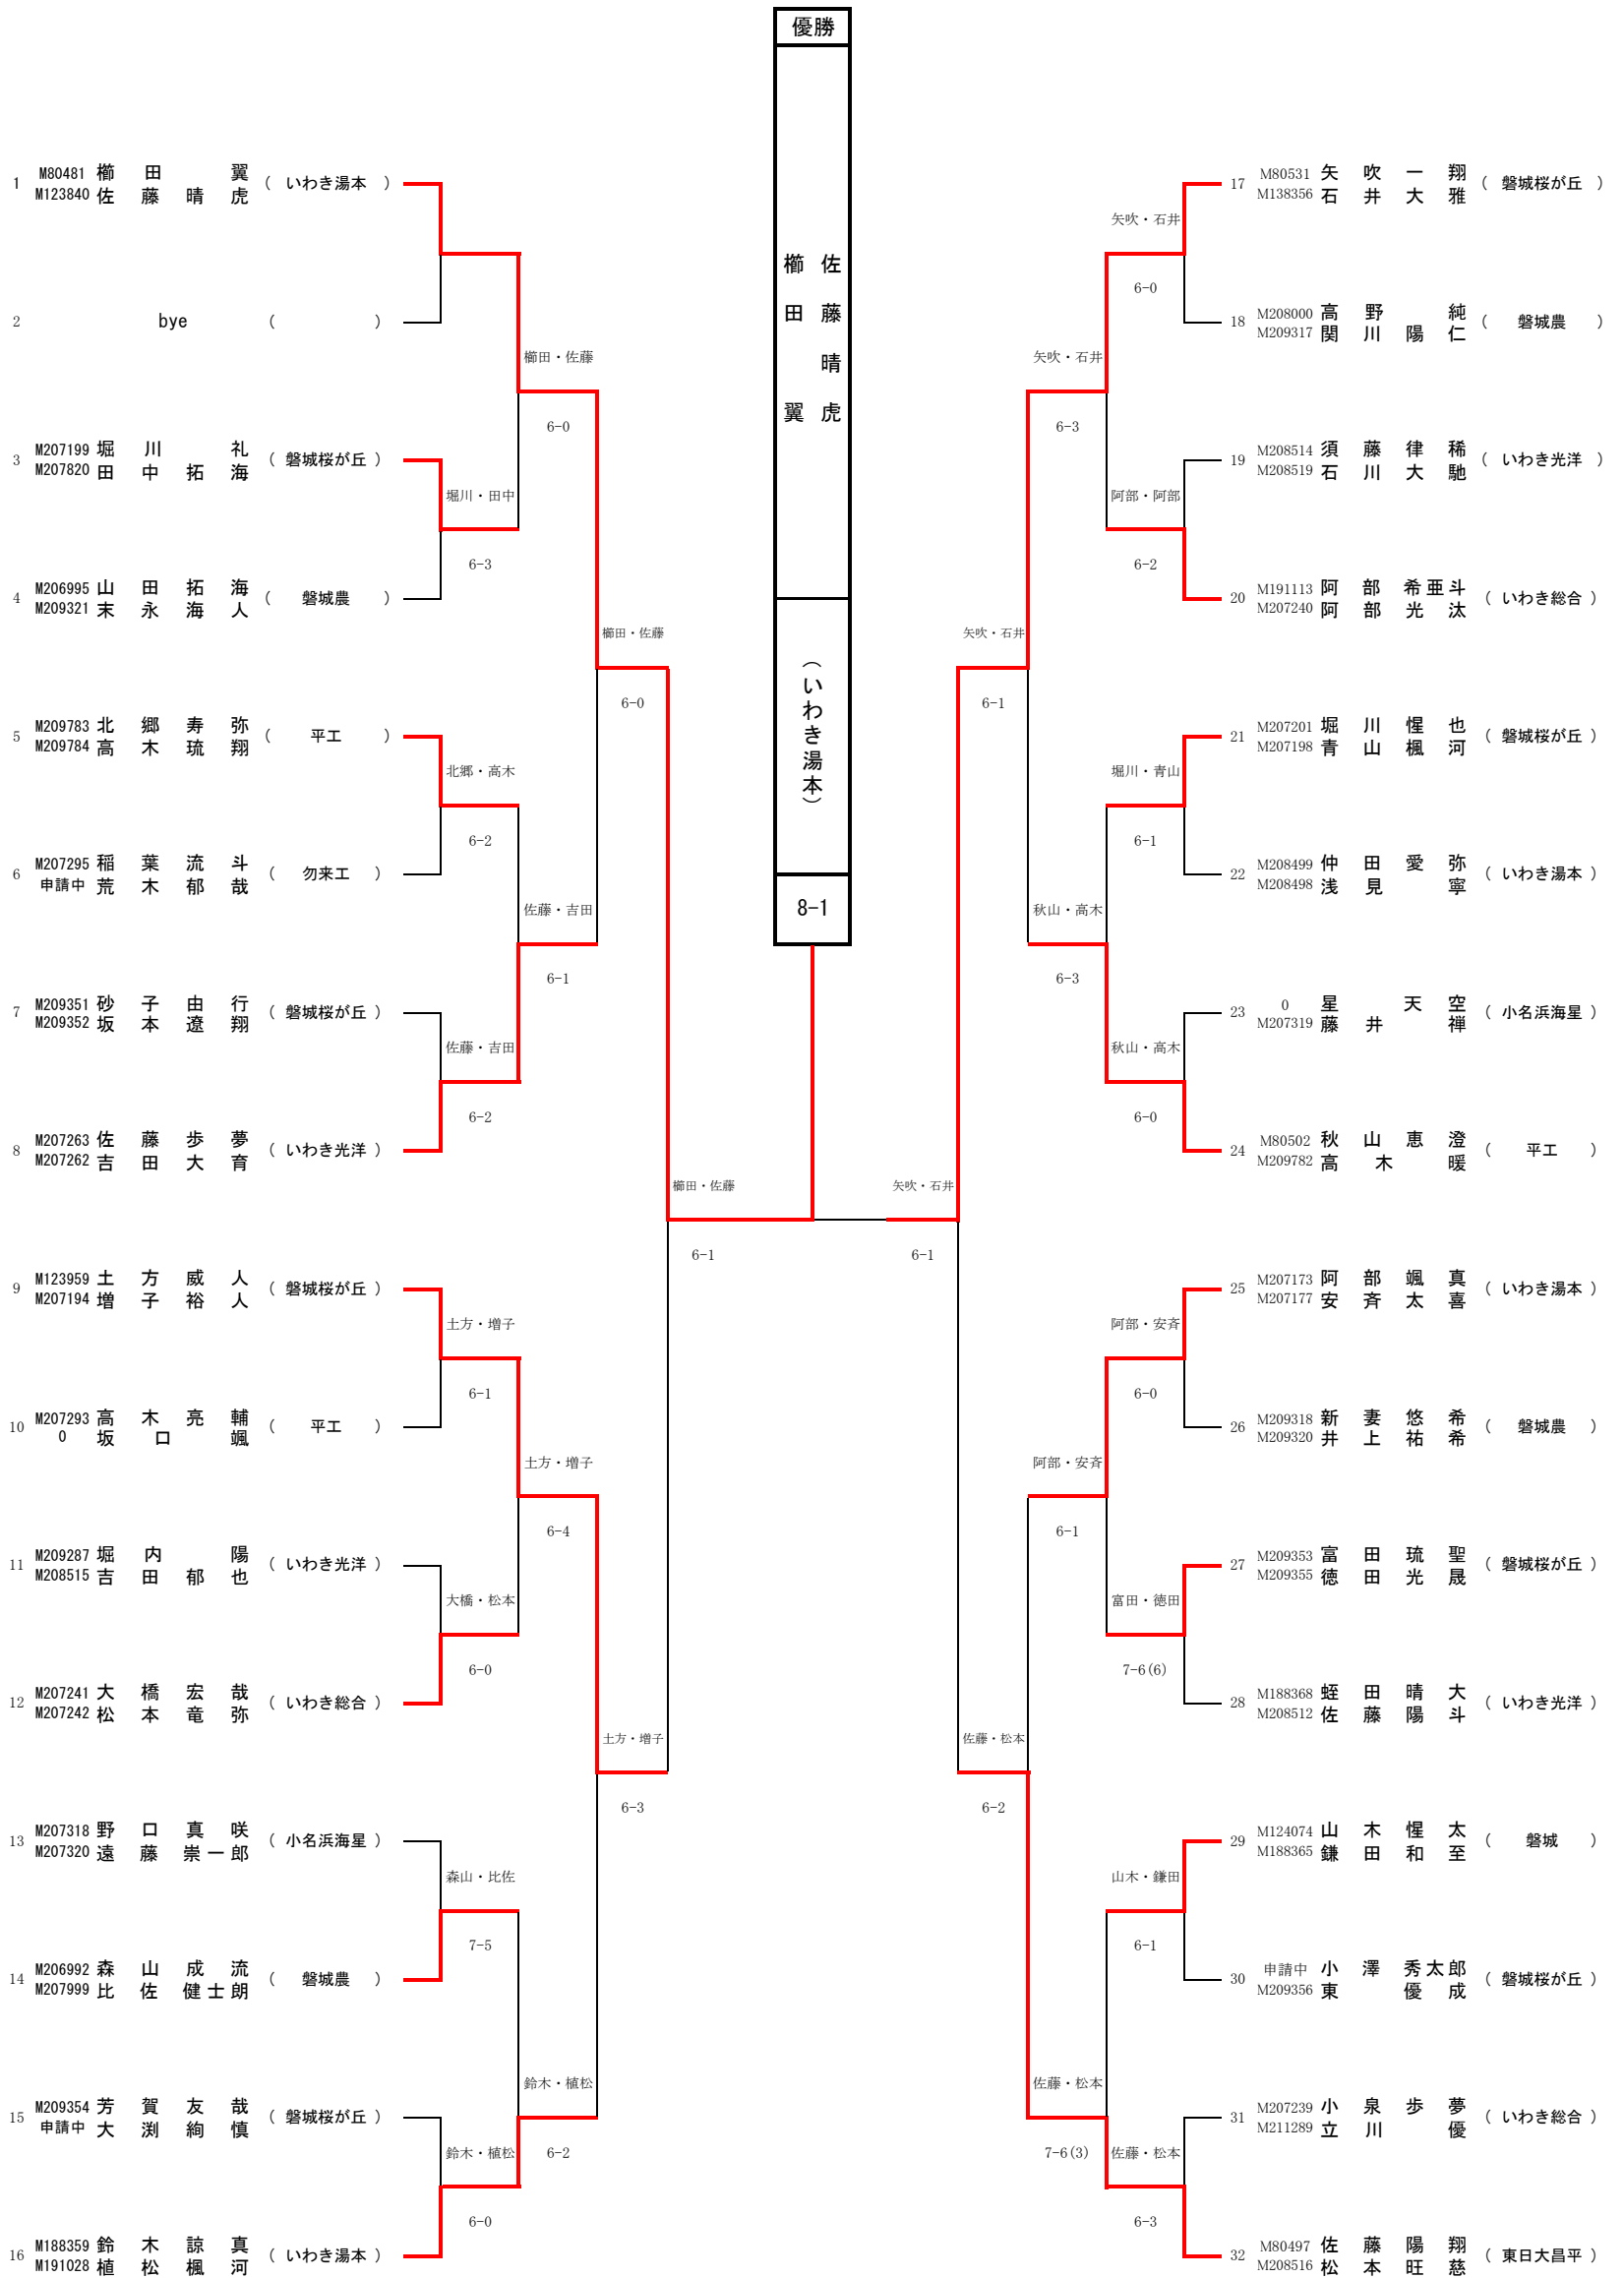 優勝
櫛田 翼
佐藤晴虎
（いわき湯本）
8-1
1 M80481 櫛田 翼 （ いわき湯本 ）
M123840 佐藤晴虎
2 bye （ ）
櫛田・佐藤
6-0
3 M207199 堀川 礼 （ 磐城桜が丘 ）
M207820 田中拓海
堀川・田中
6-3
4 M206995 山田拓海 （ 磐城農 ）
M209321 末永海人
櫛田・佐藤
6-0
5 M209783 北郷寿弥 （ 平工 ）
M209784 高木琉翔
北郷・高木
6-2
6 M207295 稲葉流斗 （ 勿来工 ）
申請中 荒木郁哉
佐藤・吉田
6-1
7 M209351 砂子由行 （ 磐城桜が丘 ）
M209352 坂本遼翔
佐藤・吉田
6-2
8 M207263 佐藤歩夢 （ いわき光洋 ）
M207262 吉田大育
櫛田・佐藤
6-1
9 M123959 土方威人 （ 磐城桜が丘 ）
M207194 増子裕人
土方・増子
6-1
10 M207293 高木亮輔 （ 平工 ）
0 坂口颯
土方・増子
6-4
11 M209287 堀内 陽 （ いわき光洋 ）
M208515 吉田郁也
大橋・松本
6-0
12 M207241 大橋宏哉 （ いわき総合 ）
M207242 松本竜弥
土方・増子
6-3
13 M207318 野口真咲 （ 小名浜海星 ）
M207320 遠藤崇一郎
森山・比佐
7-5
14 M206992 森山成流 （ 磐城農 ）
M207999 比佐健士朗
鈴木・植松
6-2
15 M209354 芳賀友哉 （ 磐城桜が丘 ）
申請中 大渕絢慎
鈴木・植松
6-0
16 M188359 鈴木諒真 （ いわき湯本 ）
M191028 植松楓河
17 M80531 矢吹一翔 （ 磐城桜が丘 ）
M138356 石井大雅
矢吹・石井
6-0
18 M208000 高野 純 （ 磐城農 ）
M209317 関川陽仁
矢吹・石井
6-3
19 M208514 須藤律稀 （ いわき光洋 ）
M208519 石川大馳
阿部・阿部
6-2
20 M191113 阿部希亜斗 （ いわき総合 ）
M207240 阿部光汰
矢吹・石井
6-1
21 M207201 堀川惺也 （ 磐城桜が丘 ）
M207198 青山楓河
堀川・青山
6-1
22 M208499 仲田愛弥 （ いわき湯本 ）
M208498 浅見 寧
秋山・高木
6-3
23 0 星 天空 （ 小名浜海星 ）
M207319 藤井 禅
秋山・高木
6-0
24 M80502 秋山恵澄 （ 平工 ）
M209782 高木暖
矢吹・石井
6-1
25 M207173 阿部颯真 （ いわき湯本 ）
M207177 安斉太喜
阿部・安斉
6-0
26 M209318 新妻悠希 （ 磐城農 ）
M209320 井上祐希
阿部・安斉
6-1
27 M209353 富田琉聖 （ 磐城桜が丘 ）
M209355 徳田光晟
富田・徳田
7-6(6)
28 M188368 蛭田晴大 （ いわき光洋 ）
M208512 佐藤陽斗
佐藤・松本
6-2
29 M124074 山木惺太 （ 磐城 ）
M188365 鎌田和至
山木・鎌田
6-1
30 申請中 小澤秀太郎 （ 磐城桜が丘 ）
M209356 東 優成
佐藤・松本
7-6(3)
31 M207239 小泉歩夢 （ いわき総合 ）
M211289 立川 優
佐藤・松本
6-3
32 M80497 佐藤陽翔 （ 東日大昌平 ）
M208516 松本旺慈